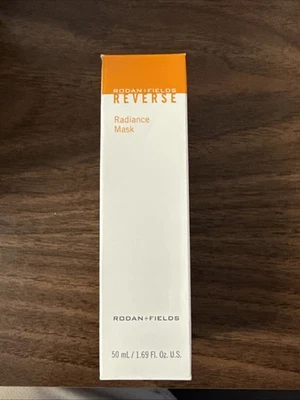 RODAN+FIELDS
REVERSE
Radiance
Mask
RODAN+FIELDS
50 mL / 1.69 Fl. Oz. U.S.